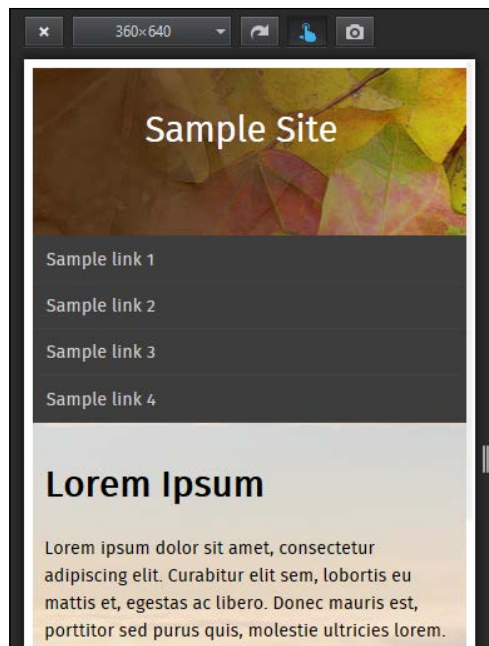 360×640
Sample Site
Sample link 1
Sample link 2
Sample link 3
Sample link 4
Lorem Ipsum
Lorem ipsum dolor sit amet, consectetur
adipiscing elit. Curabitur elit sem, lobortis eu
mattis et, egestas ac libero. Donec mauris est,
porttitor sed purus quis, molestie ultricies lorem.